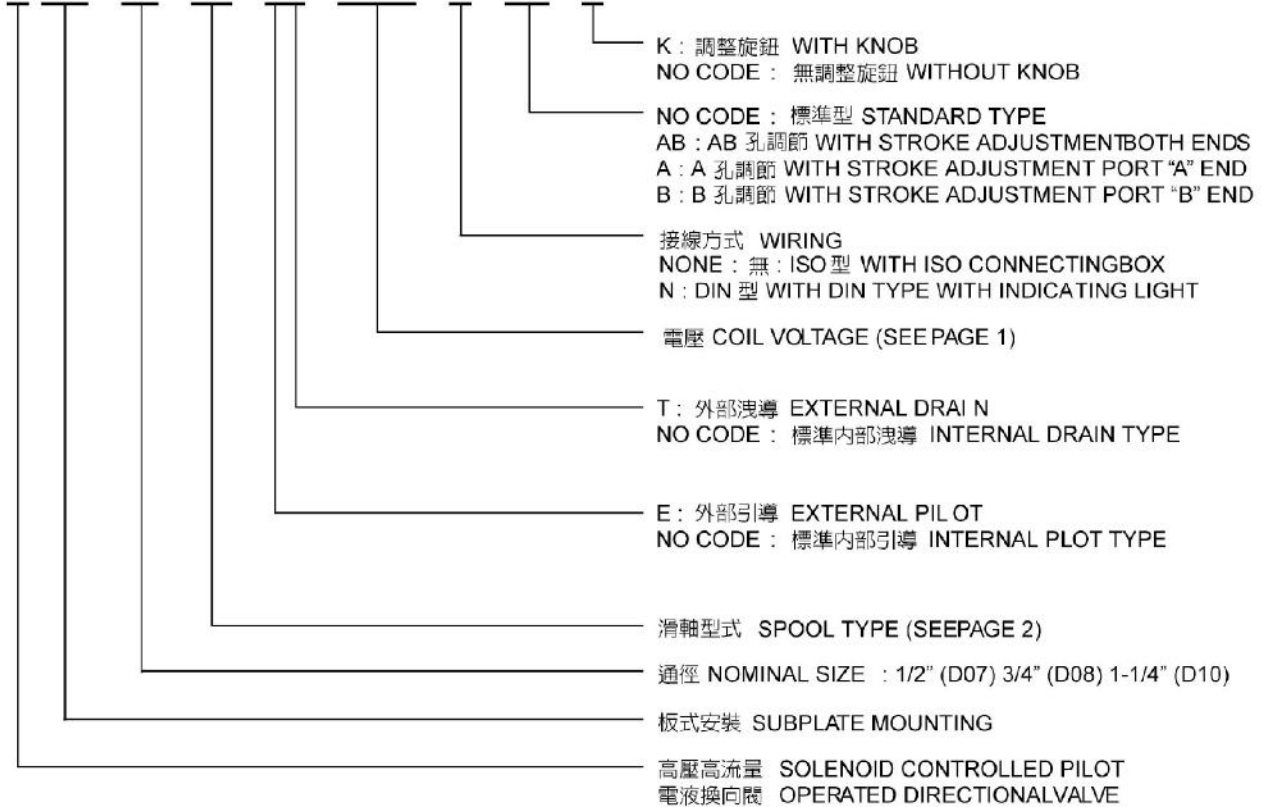 K : 調整旋鈕 WITH KNOB
NO CODE : 無調整旋鈕 WITHOUT KNOB
NO CODE : 標準型 STANDARD TYPE
AB : AB 孔調節 WITH STROKE ADJUSTMENTBOTH ENDS
A : A 孔調節 WITH STROKE ADJUSTMENT PORT “A” END
B : B 孔調節 WITH STROKE ADJUSTMENT PORT “B” END
接線方式 WIRING
NONE : 無 : ISO 型 WITH ISO CONNECTINGBOX
N : DIN 型 WITH DIN TYPE WITH INDICATING LIGHT
電壓 COIL VOLTAGE (SEE PAGE 1)
T : 外部洩導 EXTERNAL DRAI N
NO CODE : 標準内部洩導 INTERNAL DRAIN TYPE
E : 外部引導 EXTERNAL PIL OT
NO CODE : 標準内部引導 INTERNAL PLOT TYPE
滑軸型式 SPOOL TYPE (SEEPAGE 2)
通徑 NOMINAL SIZE : 1/2” (D07) 3/4” (D08) 1-1/4” (D10)
板式安裝 SUBPLATE MOUNTING
高壓高流量 SOLENOID CONTROLLED PILOT
電液換向閥 OPERATED DIRECTIONALVALVE